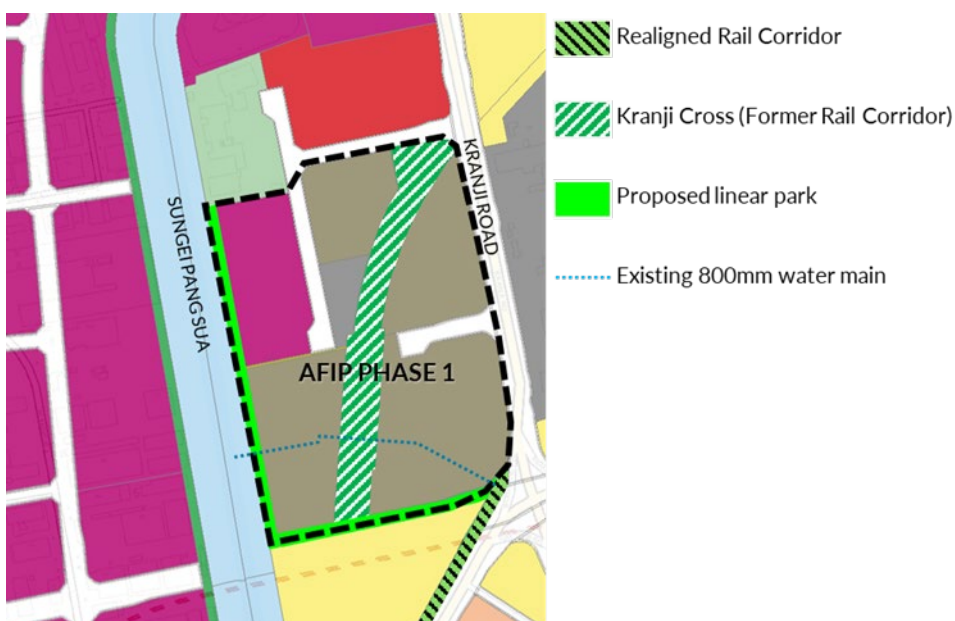 Realigned Rail Corridor
Kranji Cross (Former Rail Corridor)
Proposed linear park
Existing 800mm water main
SUNGEI PANG SUA
KRANJI ROAD
AFIP PHASE 1